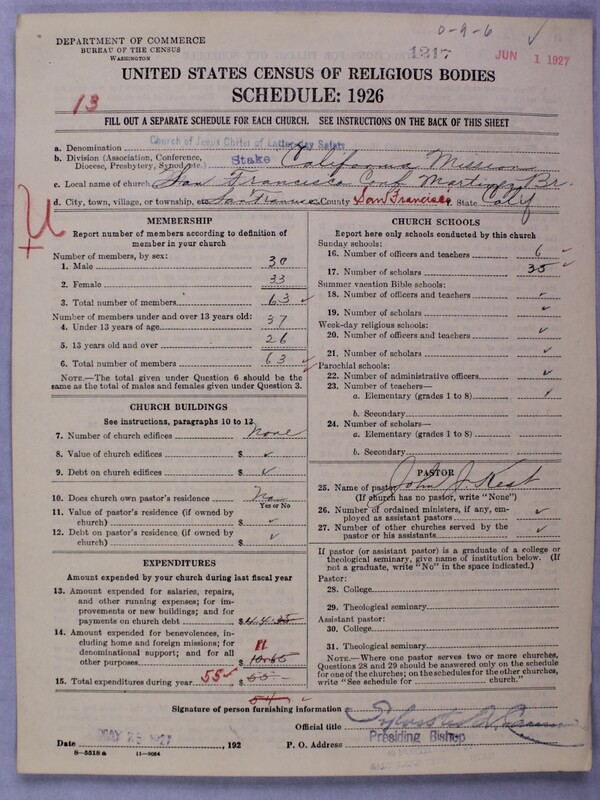 0-9-6 ✓
DEPARTMENT OF COMMERCE
BUREAU OF THE CENSUS
WASHINGTON
1217
JUN 1 1927
UNITED STATES CENSUS OF RELIGIOUS BODIES
SCHEDULE: 1926
13
FILL OUT A SEPARATE SCHEDULE FOR EACH CHURCH. SEE INSTRUCTIONS ON THE BACK OF THIS SHEET
a. Denomination Church of Jesus Christ of Latter-day Saints
b. Division (Association, Conference, Diocese, Presbytery, Synod, etc.) Stake California Mission
c. Local name of church San Francisco Conf. Martinez Br.
d. City, town, village, or township, San Francisco County San Francisco State Calif
MEMBERSHIP
Report number of members according to definition of member in your church
Number of members, by sex:
1. Male 30
2. Female 33
3. Total number of members 63 ✓
Number of members under and over 13 years old:
4. Under 13 years of age 37
5. 13 years old and over 26
6. Total number of members 63 ✓
NOTE.—The total given under Question 6 should be the same as the total of males and females given under Question 3.
CHURCH BUILDINGS
See instructions, paragraphs 10 to 12
7. Number of church edifices none
8. Value of church edifices $ ✓
9. Debt on church edifices $ ✓
10. Does church own pastor's residence No
Yes or No
11. Value of pastor's residence (if owned by church) $ ✓
12. Debt on pastor's residence (if owned by church) $ ✓
EXPENDITURES
Amount expended by your church during last fiscal year
13. Amount expended for salaries, repairs, and other running expenses; for improvements or new buildings; and for payments on church debt $ 44.
14. Amount expended for benevolences, including home and foreign missions; for denominational support; and for all other purposes 11 $ 10.65
15. Total expenditures during year 55 ✓ $ 55
54 ✓
CHURCH SCHOOLS
Report here only schools conducted by this church
Sunday schools:
16. Number of officers and teachers 6 ✓
17. Number of scholars 35 ✓
Summer vacation Bible schools:
18. Number of officers and teachers ✓
19. Number of scholars ✓
Week-day religious schools:
20. Number of officers and teachers ✓
21. Number of scholars ✓
Parochial schools:
22. Number of administrative officers ✓
23. Number of teachers—
a. Elementary (grades 1 to 8) ✓
b. Secondary
24. Number of scholars—
a. Elementary (grades 1 to 8)
b. Secondary ✓
PASTOR
25. Name of pastor John J. Keat
(If church has no pastor, write "None")
26. Number of ordained ministers, if any, employed as assistant pastors ✓
27. Number of other churches served by the pastor or his assistants ✓
If pastor (or assistant pastor) is a graduate of a college or theological seminary, give name of institution below. (If not a graduate, write "No" in the space indicated.)
Pastor:
28. College
29. Theological seminary
Assistant pastor:
30. College
31. Theological seminary
NOTE.—Where one pastor serves two or more churches, Questions 28 and 29 should be answered only on the schedule for one of the churches; on the schedules for the other churches, write "See schedule for church."
Signature of person furnishing information Sylvester Q. Cannon
Official title Presiding Bishop
Date MAY 25 1927, 192 P. O. Address
8—5518 a 11—9064